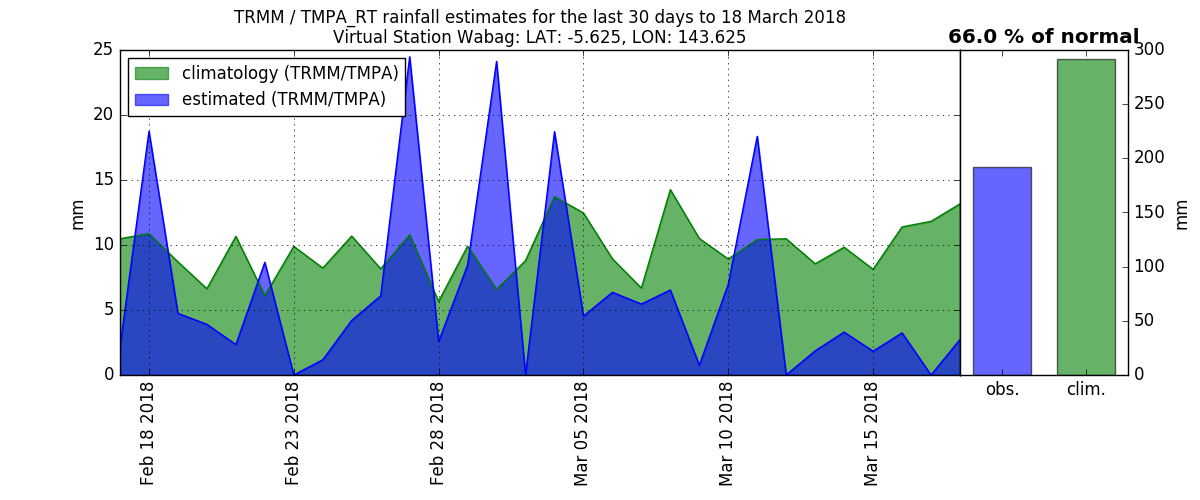 TRMM / TMPA_RT rainfall estimates for the last 30 days to 18 March 2018
Virtual Station Wabag: LAT: -5.625, LON: 143.625
66.0 % of normal
climatology (TRMM/TMPA)
estimated (TRMM/TMPA)
25
20
15
10
5
0
mm
Feb 18 2018
Feb 23 2018
Feb 28 2018
Mar 05 2018
Mar 10 2018
Mar 15 2018
300
250
200
150
100
50
0
mm
obs.
clim.